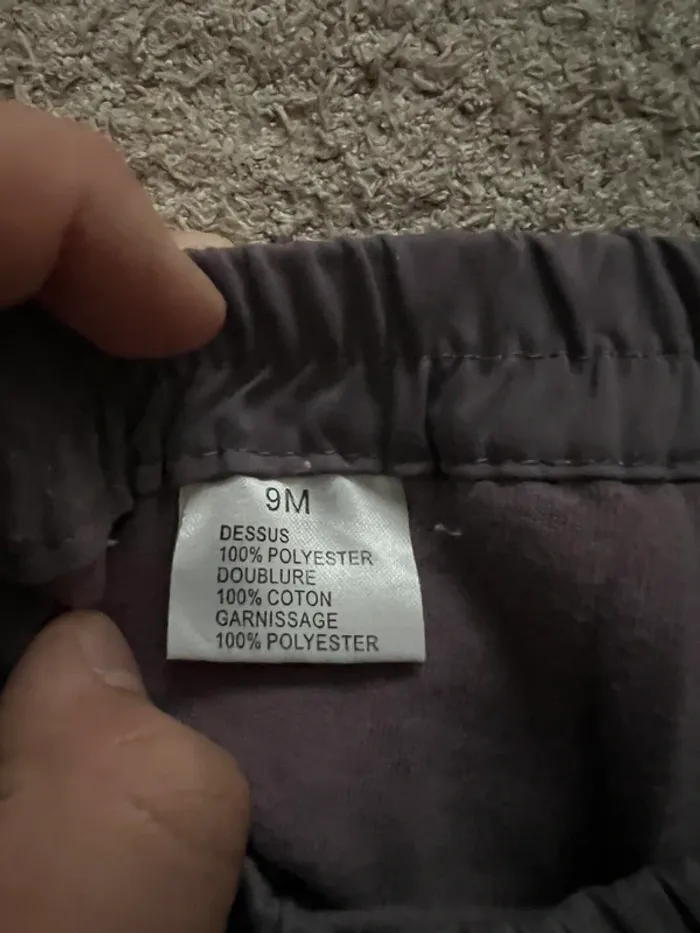 9M
DESSUS
100% POLYESTER
DOUBLURE
100% COTON
GARNISSAGE
100% POLYESTER